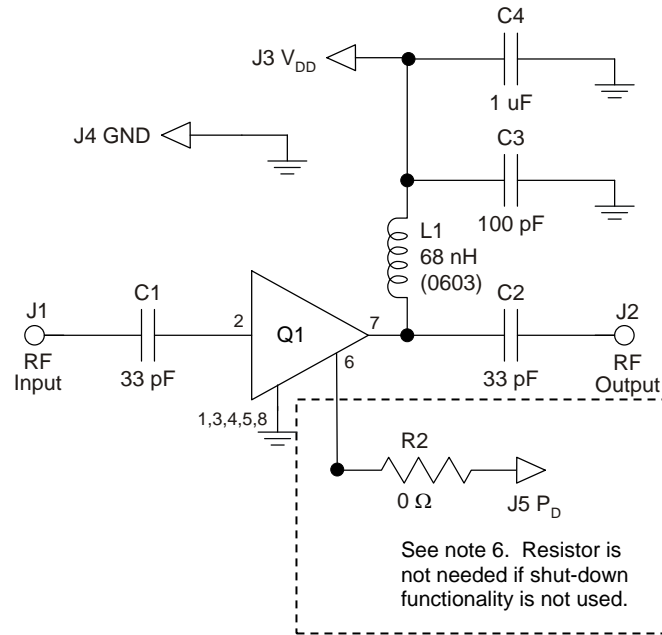 C4
J3 VDD
1 uF
C3
J4 GND
100 pF
L1
68 nH
(0603)
J1
C1
2
Q1
7
C2
J2
RF
Input
33 pF
6
33 pF
RF
Output
1,3,4,5,8
R2
0 Ω
J5 PD
See note 6. Resistor is
not needed if shut-down
functionality is not used.